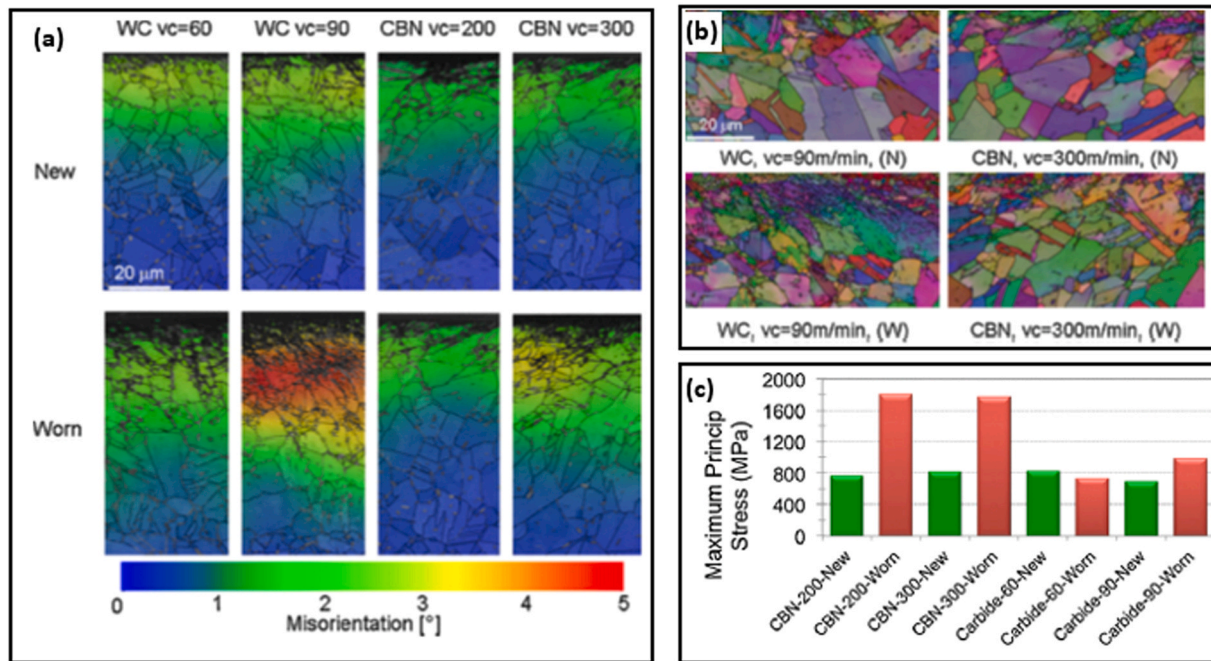 (a)
WC vc=60 WC vc=90 CBN vc=200 CBN vc=300
New
20 μm
Worn
0 1 2 3 4 5
Misorientation [°]
(b)
20 μm
WC, vc=90m/min, (N) CBN, vc=300m/min, (N)
WC, vc=90m/min, (W) CBN, vc=300m/min, (W)
(c)
Maximum Princip
Stress (MPa)
2000
1600
1200
800
400
0
CBN-200-New
CBN-200-Worn
CBN-300-New
CBN-300-Worn
Carbide-60-New
Carbide-60-Worn
Carbide-90-New
Carbide-90-Worn